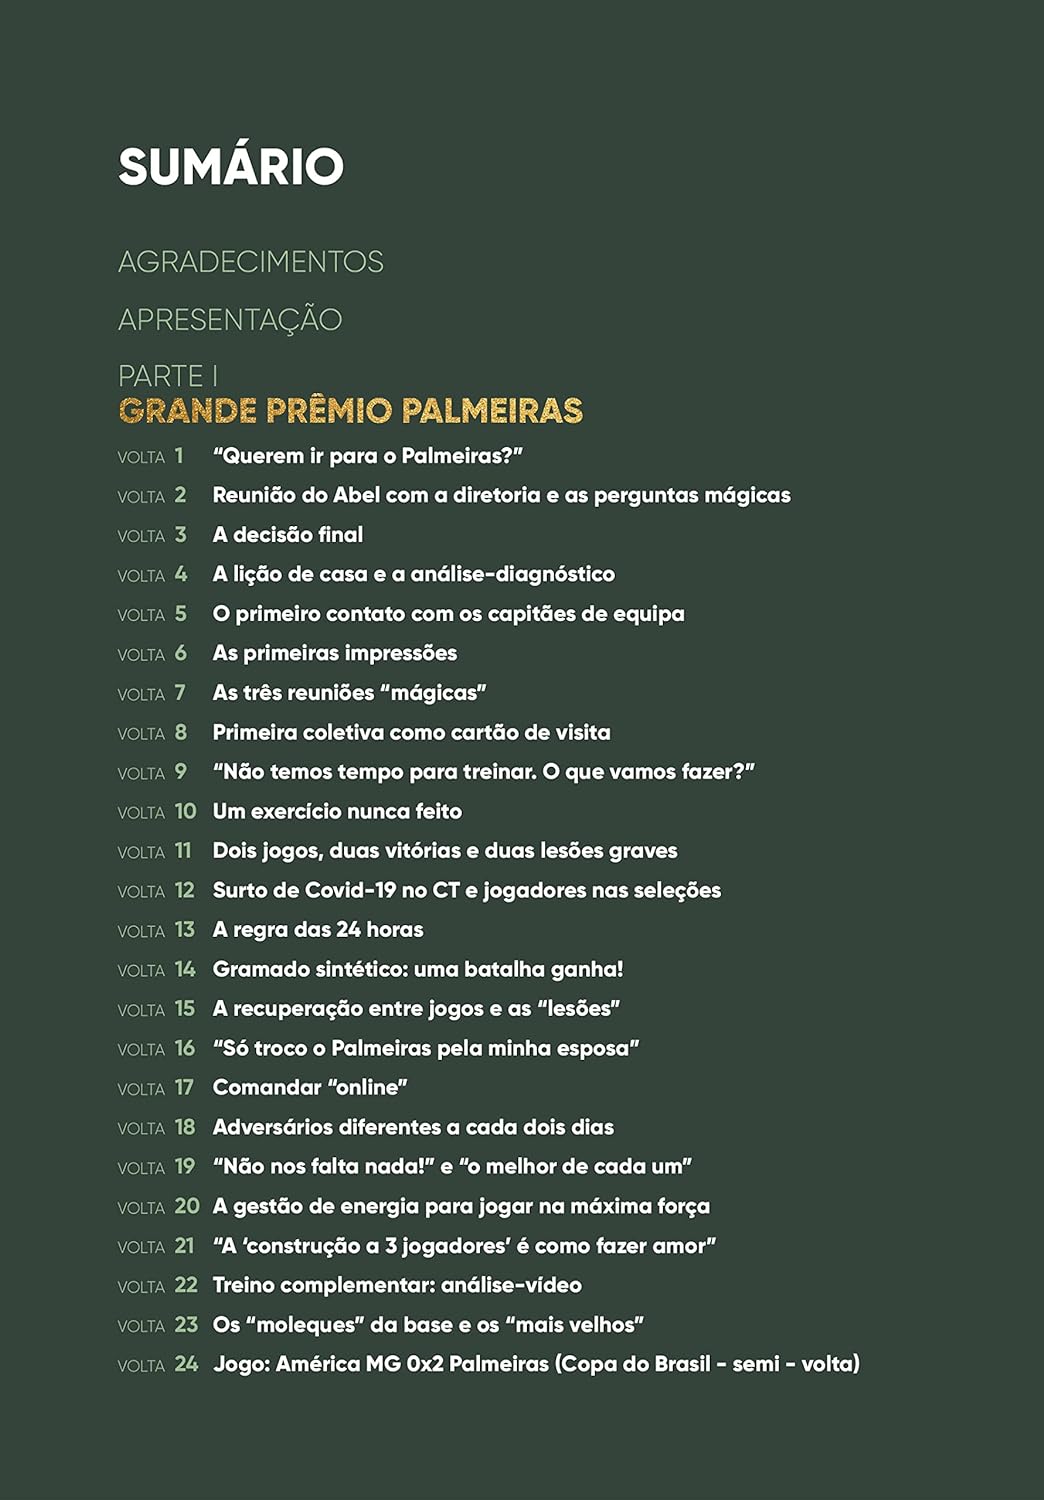 SUMÁRIO
AGRADECIMENTOS
APRESENTAÇÃO
PARTE I
GRANDE PRÊMIO PALMEIRAS
VOLTA 1 “Querem ir para o Palmeiras?”
VOLTA 2 Reunião do Abel com a diretoria e as perguntas mágicas
VOLTA 3 A decisão final
VOLTA 4 A lição de casa e a análise-diagnóstico
VOLTA 5 O primeiro contato com os capitães de equipa
VOLTA 6 As primeiras impressões
VOLTA 7 As três reuniões “mágicas”
VOLTA 8 Primeira coletiva como cartão de visita
VOLTA 9 “Não temos tempo para treinar. O que vamos fazer?”
VOLTA 10 Um exercício nunca feito
VOLTA 11 Dois jogos, duas vitórias e duas lesões graves
VOLTA 12 Surto de Covid-19 no CT e jogadores nas seleções
VOLTA 13 A regra das 24 horas
VOLTA 14 Gramado sintético: uma batalha ganha!
VOLTA 15 A recuperação entre jogos e as “lesões”
VOLTA 16 “Só troco o Palmeiras pela minha esposa”
VOLTA 17 Comandar “online”
VOLTA 18 Adversários diferentes a cada dois dias
VOLTA 19 “Não nos falta nada!” e “o melhor de cada um”
VOLTA 20 A gestão de energia para jogar na máxima força
VOLTA 21 “A ‘construção a 3 jogadores’ é como fazer amor”
VOLTA 22 Treino complementar: análise-vídeo
VOLTA 23 Os “moleques” da base e os “mais velhos”
VOLTA 24 Jogo: América MG 0x2 Palmeiras (Copa do Brasil - semi - volta)